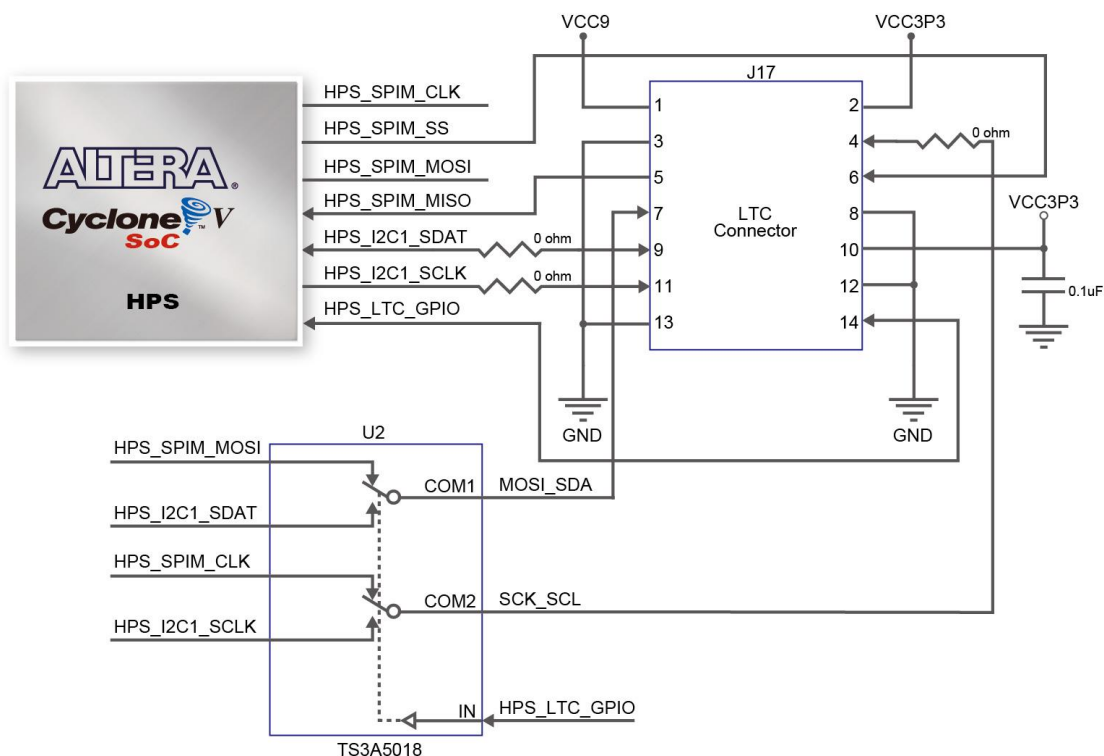 VCC9
VCC3P3
J17
HPS_SPIM_CLK
HPS_SPIM_SS
HPS_SPIM_MOSI
HPS_SPIM_MISO
HPS_I2C1_SDAT
0 ohm
HPS_I2C1_SCLK
0 ohm
HPS_LTC_GPIO
ALTERA®
Cyclone™ V
SoC
HPS
1
3
5
7
9
11
13
LTC
Connector
2
4
6
8
10
12
14
0 ohm
VCC3P3
0.1uF
GND
GND
U2
HPS_SPIM_MOSI
COM1
MOSI_SDA
HPS_I2C1_SDAT
HPS_SPIM_CLK
COM2
SCK_SCL
HPS_I2C1_SCLK
IN
HPS_LTC_GPIO
TS3A5018